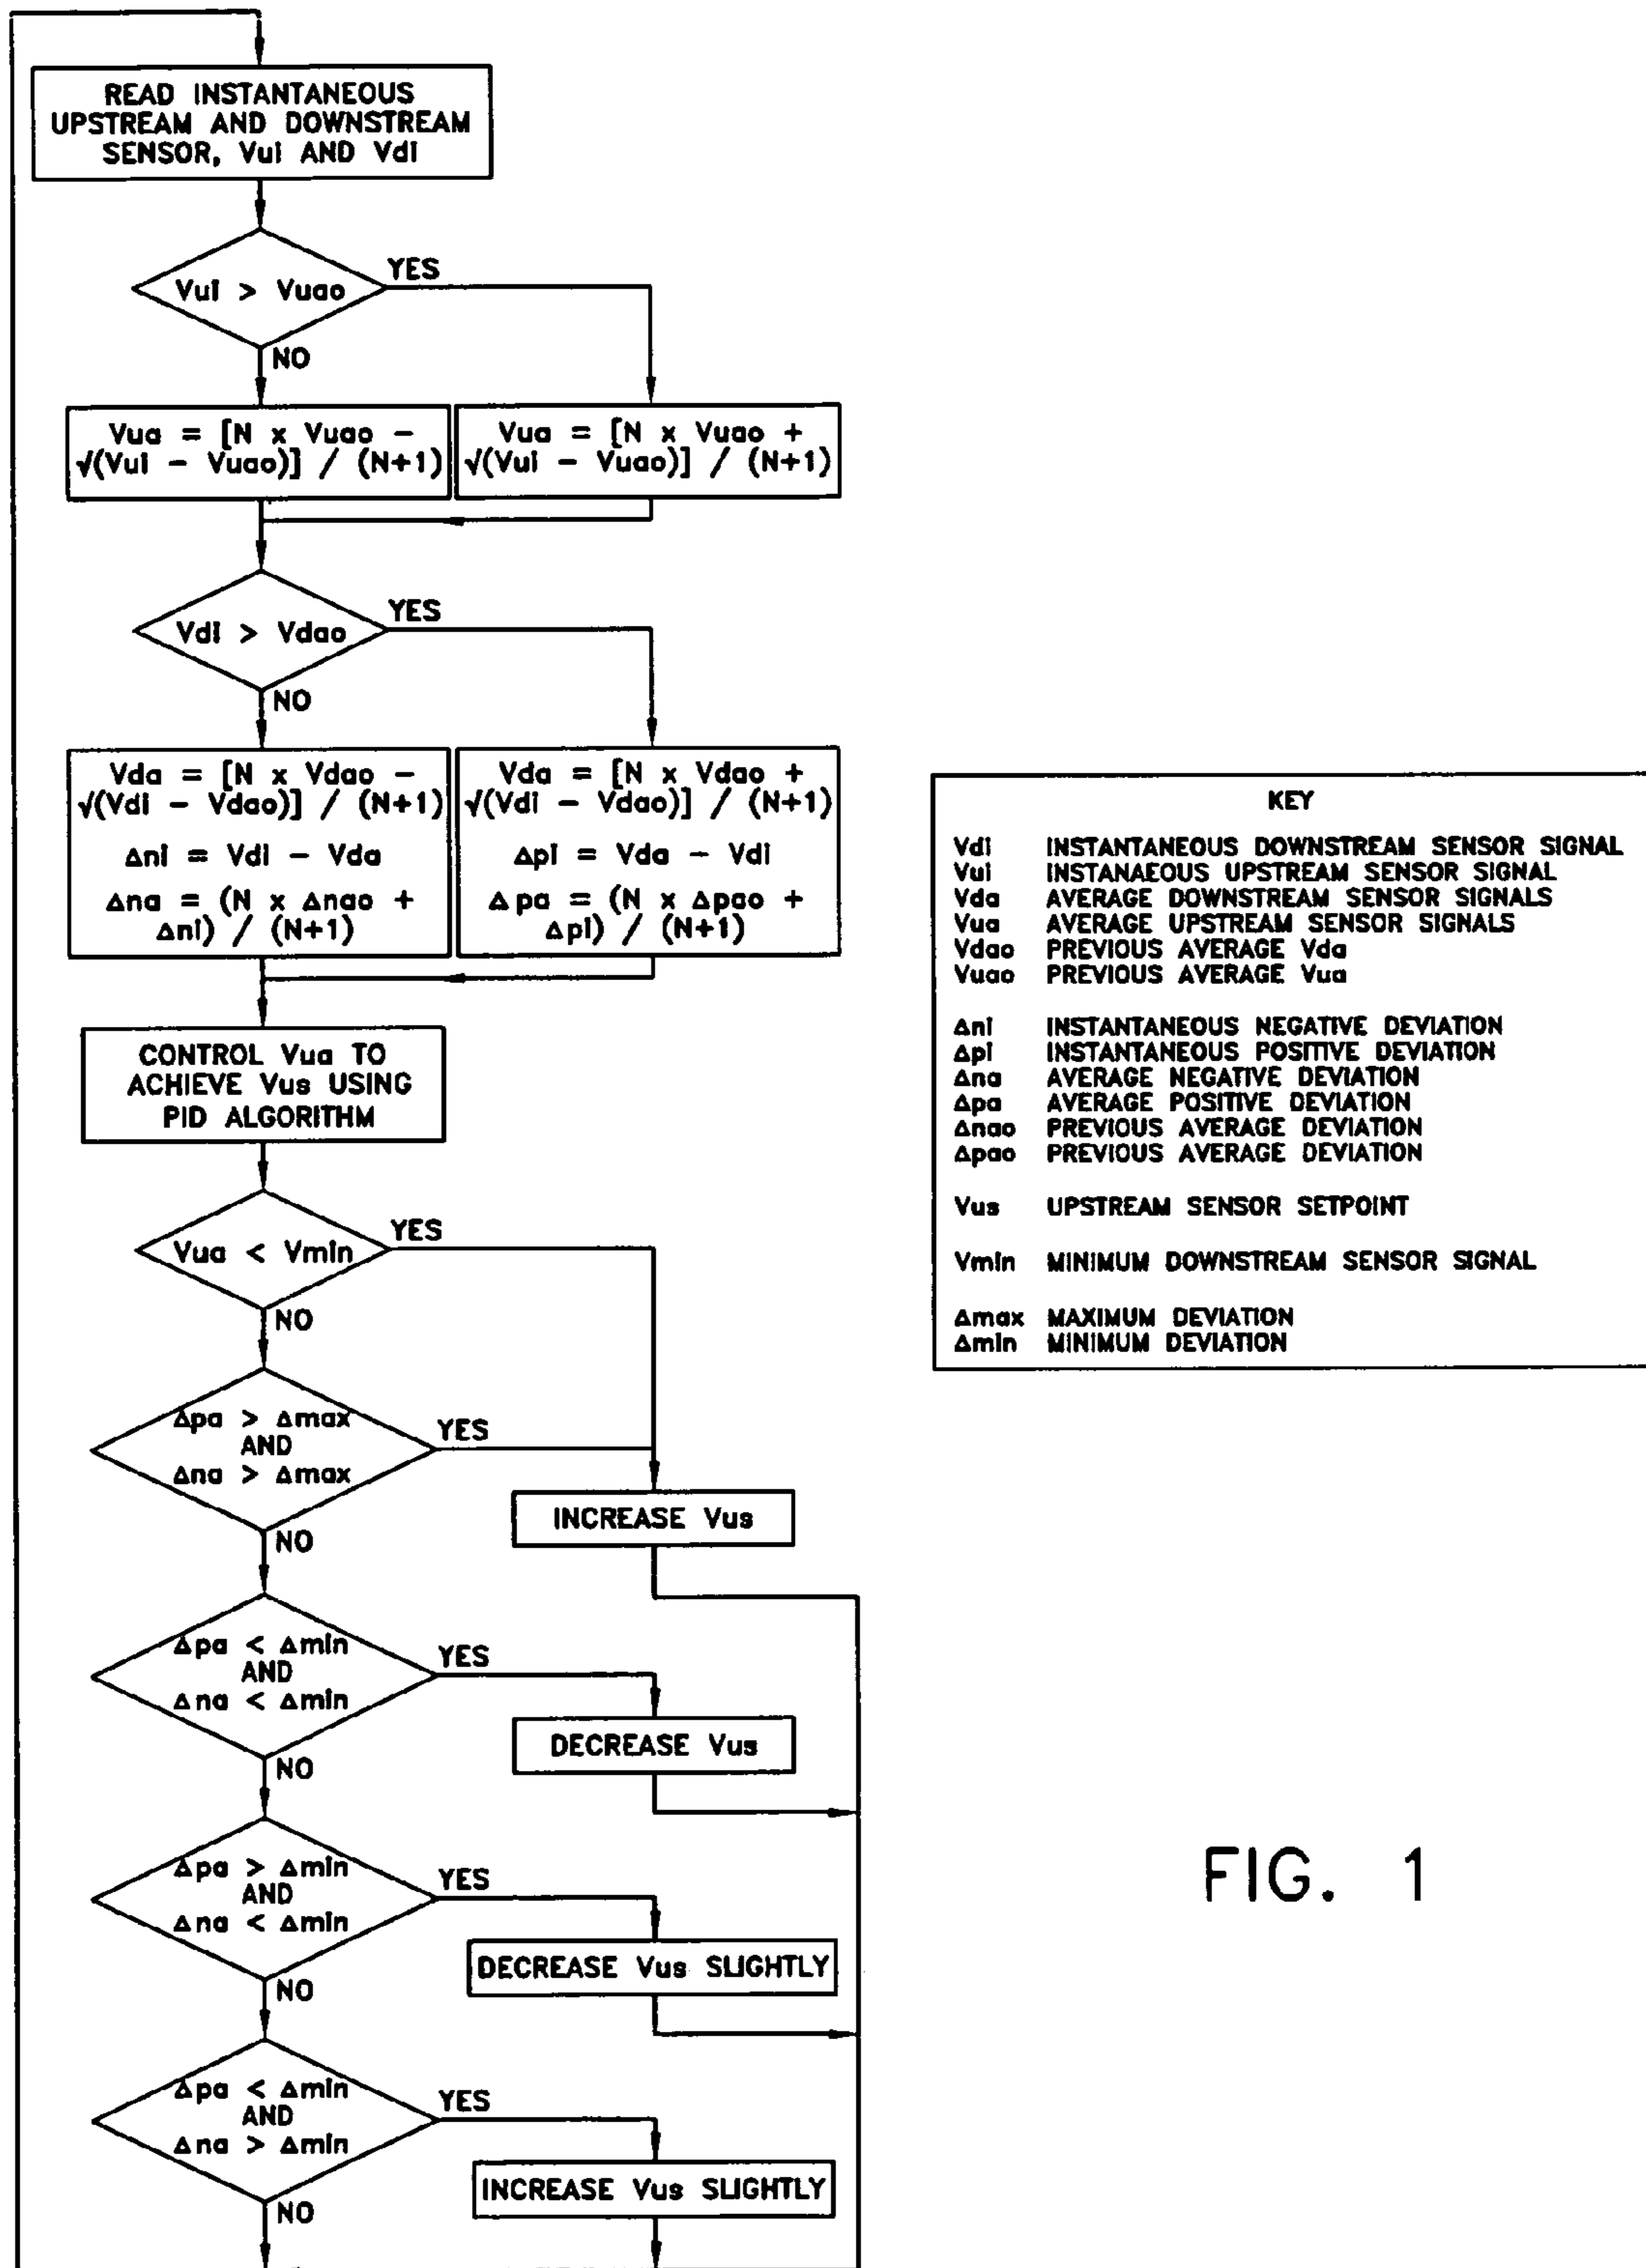 READ INSTANTANEOUS
UPSTREAM AND DOWNSTREAM
SENSOR, Vui AND Vdi
Vui > Vuao
YES
NO
Vua = [N x Vuao −
√(Vui − Vuao)] / (N+1)
Vua = [N x Vuao +
√(Vui − Vuao)] / (N+1)
Vdi > Vdao
YES
NO
Vda = [N x Vdao −
√(Vdi − Vdao)] / (N+1)
Δni = Vdi − Vda
Δna = (N x Δnao +
Δni) / (N+1)
Vda = [N x Vdao +
√(Vdi − Vdao)] / (N+1)
Δpi = Vda − Vdi
Δpa = (N x Δpao +
Δpi) / (N+1)
CONTROL Vua TO
ACHIEVE Vus USING
PID ALGORITHM
Vua < Vmin
YES
NO
Δpa > Δmax
AND
Δna > Δmax
YES
NO
INCREASE Vus
Δpa < Δmin
AND
Δna < Δmin
YES
NO
DECREASE Vus
Δpa > Δmin
AND
Δna < Δmin
YES
NO
DECREASE Vus SLIGHTLY
Δpa < Δmin
AND
Δna > Δmin
YES
NO
INCREASE Vus SLIGHTLY
KEY
Vdi INSTANTANEOUS DOWNSTREAM SENSOR SIGNAL
Vui INSTANAEOUS UPSTREAM SENSOR SIGNAL
Vda AVERAGE DOWNSTREAM SENSOR SIGNALS
Vua AVERAGE UPSTREAM SENSOR SIGNALS
Vdao PREVIOUS AVERAGE Vda
Vuao PREVIOUS AVERAGE Vua
Δni INSTANTANEOUS NEGATIVE DEVIATION
Δpi INSTANTANEOUS POSITIVE DEVIATION
Δna AVERAGE NEGATIVE DEVIATION
Δpa AVERAGE POSITIVE DEVIATION
Δnao PREVIOUS AVERAGE DEVIATION
Δpao PREVIOUS AVERAGE DEVIATION
Vus UPSTREAM SENSOR SETPOINT
Vmin MINIMUM DOWNSTREAM SENSOR SIGNAL
Δmax MAXIMUM DEVIATION
Δmin MINIMUM DEVIATION
FIG. 1